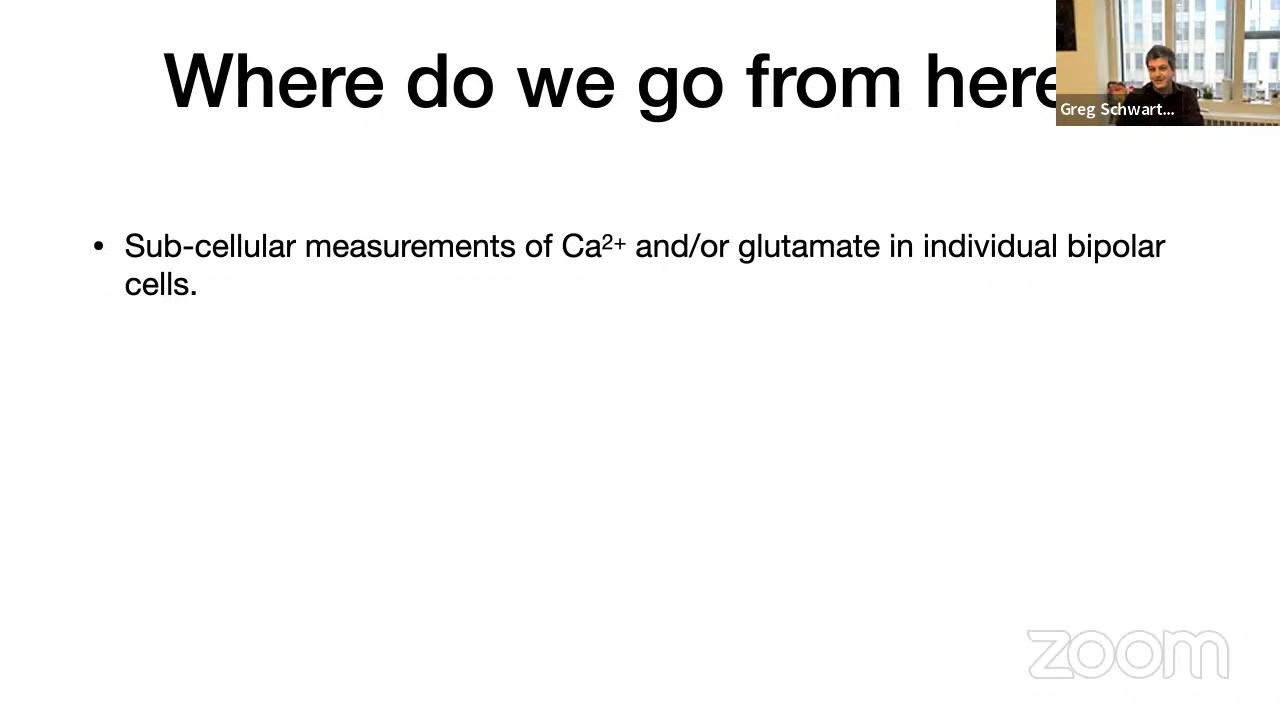 Where do we go from here
Greg Schwart...
• Sub-cellular measurements of Ca²⁺ and/or glutamate in individual bipolar
cells.
zoom